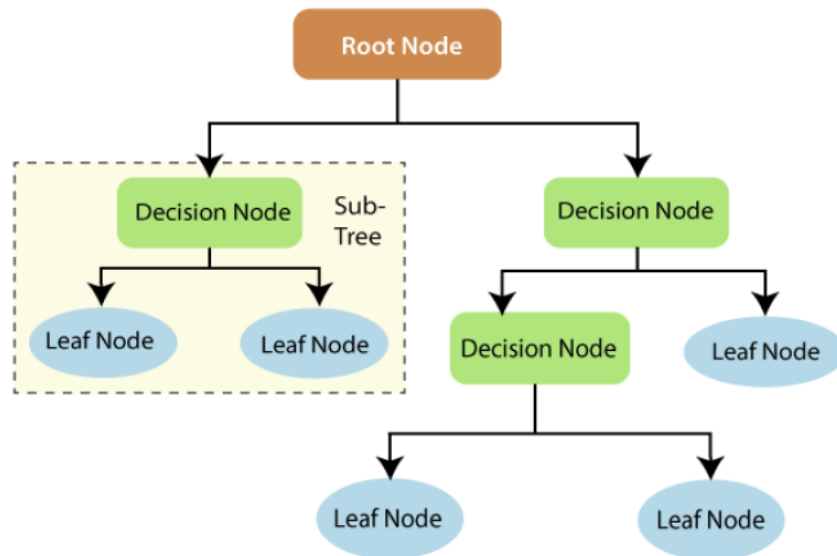 Root Node
Decision Node
Sub-
Tree
Decision Node
Leaf Node
Leaf Node
Decision Node
Leaf Node
Leaf Node
Leaf Node